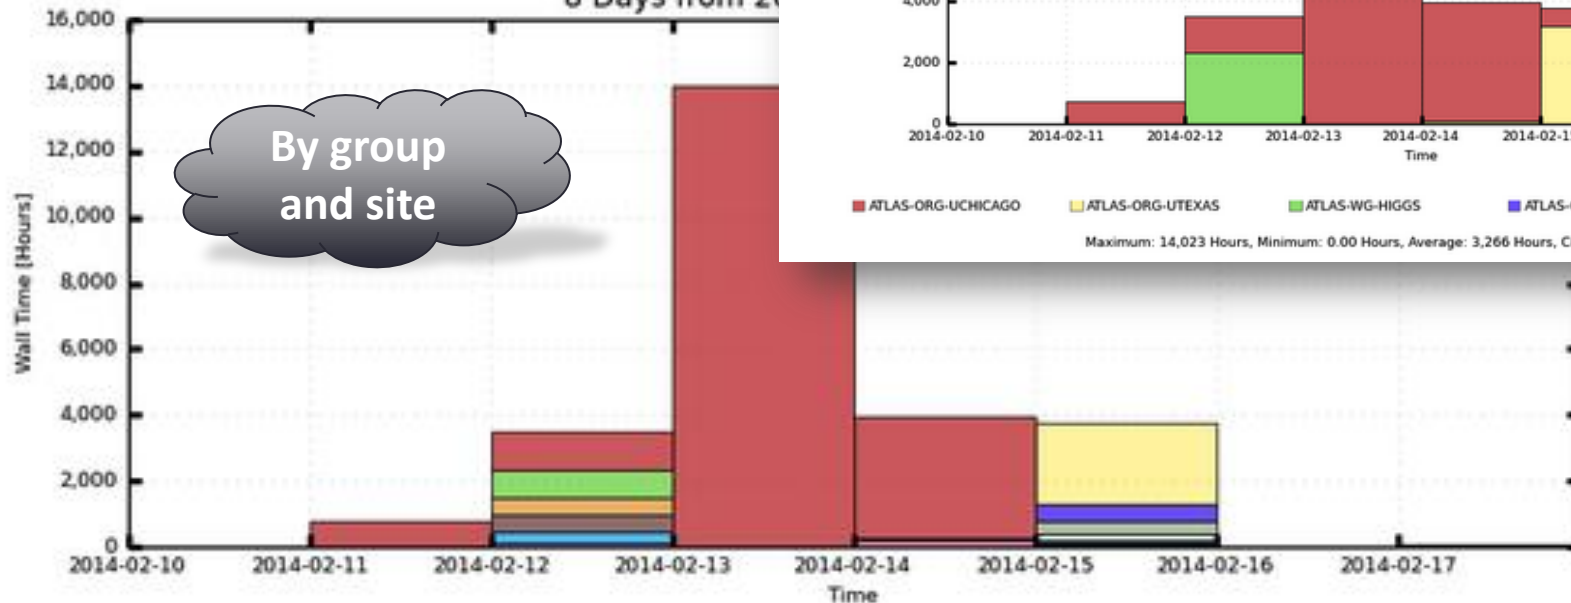 16,000
14,000
12,000
10,000
8,000
6,000
4,000
2,000
0
Wall Time [Hours]
By group
and site
2014-02-10 2014-02-11 2014-02-12 2014-02-13 2014-02-14 2014-02-15 2014-02-16 2014-02-17
Time
4,000
2,000
0
2014-02-10 2014-02-11 2014-02-12 2014-02-13 2014-02-14
Time
ATLAS-ORG-UCHICAGO ATLAS-ORG-UTEXAS ATLAS-WG-HIGGS ATLAS-
Maximum: 14,023 Hours, Minimum: 0.00 Hours, Average: 3,266 Hours,